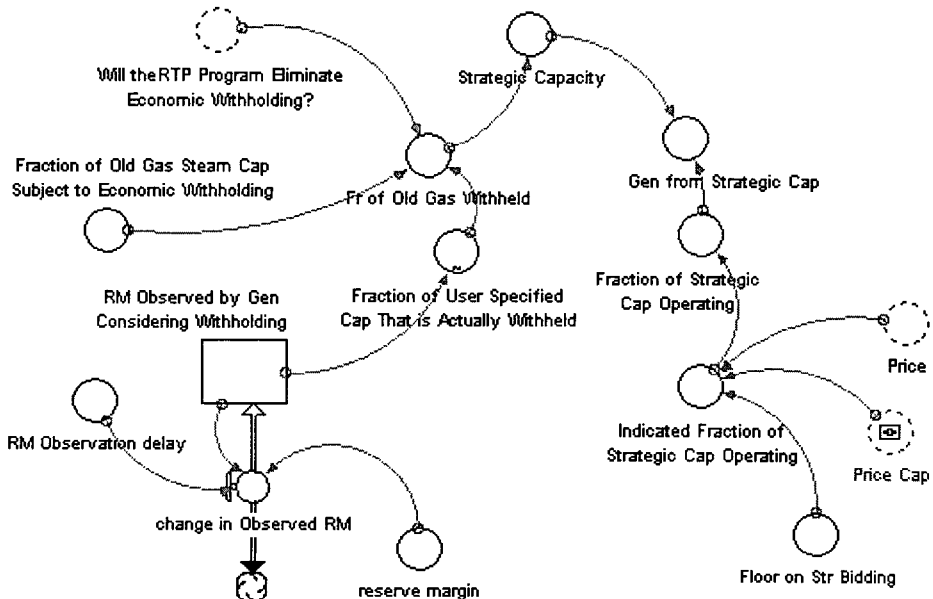 Will the RTP Program Eliminate
Economic Withholding?
Strategic Capacity
Fraction of Old Gas Steam Cap
Subject to Economic Withholding
Fr of Old Gas Withheld
Gen from Strategic Cap
RM Observed by Gen
Considering Withholding
Fraction of User Specified
Cap That is Actually Withheld
Fraction of Strategic
Cap Operating
Price
RM Observation delay
Indicated Fraction of
Strategic Cap Operating
Price Cap
change in Observed RM
reserve margin
Floor on Str Bidding